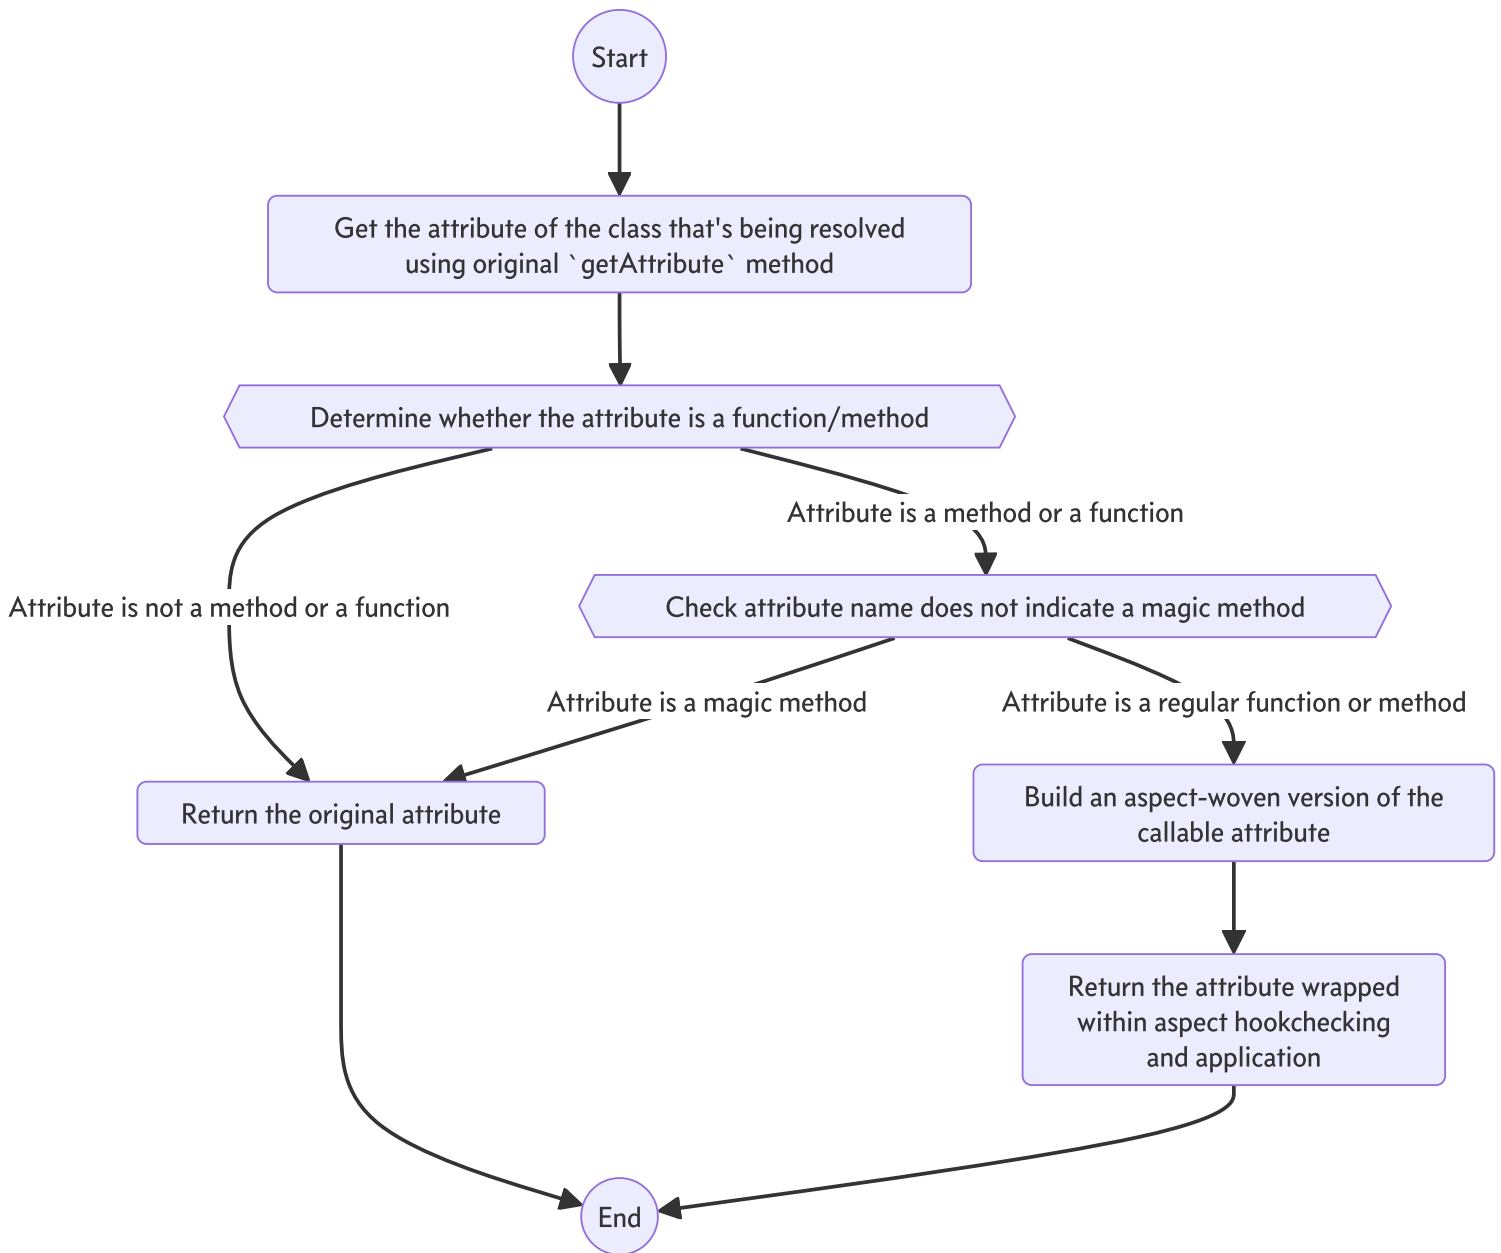 Start
Get the attribute of the class that's being resolved
using original `getAttribute` method
Determine whether the attribute is a function/method
Attribute is a method or a function
Attribute is not a method or a function
Check attribute name does not indicate a magic method
Attribute is a magic method
Attribute is a regular function or method
Return the original attribute
Build an aspect-woven version of the
callable attribute
Return the attribute wrapped
within aspect hookchecking
and application
End